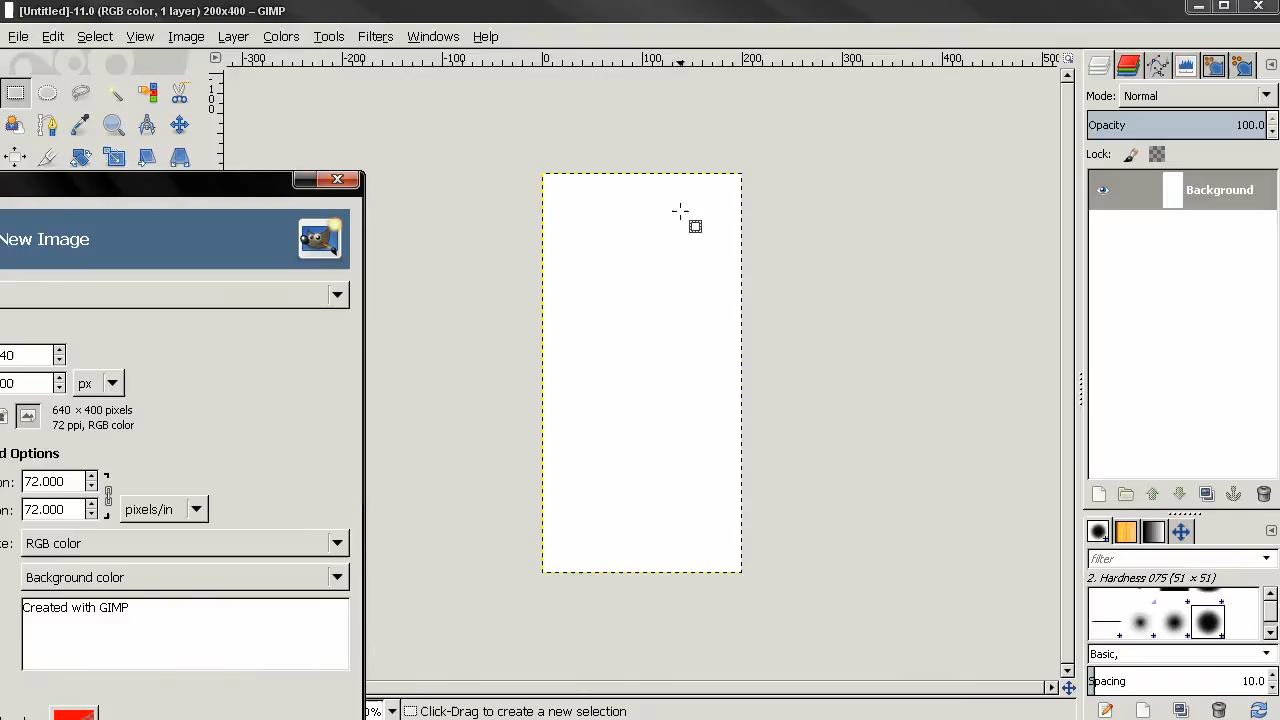 [Untitled]-11.0 (RGB color, 1 layer) 200x400 – GIMP
File Edit Select View Image Layer Colors Tools Filters Windows Help
-300 -200 -100 0 100 200 300 400 500
100
Mode: Normal
Opacity 100.0
Lock:
Background
New Image
40
00 px
640 × 400 pixels
72 ppi, RGB color
d Options
on: 72.000
on: 72.000 pixels/in
e: RGB color
Background color
Created with GIMP
filter
2. Hardness 075 (51 × 51)
Basic,
Spacing 10.0
0% Click-Drag to create a new selection